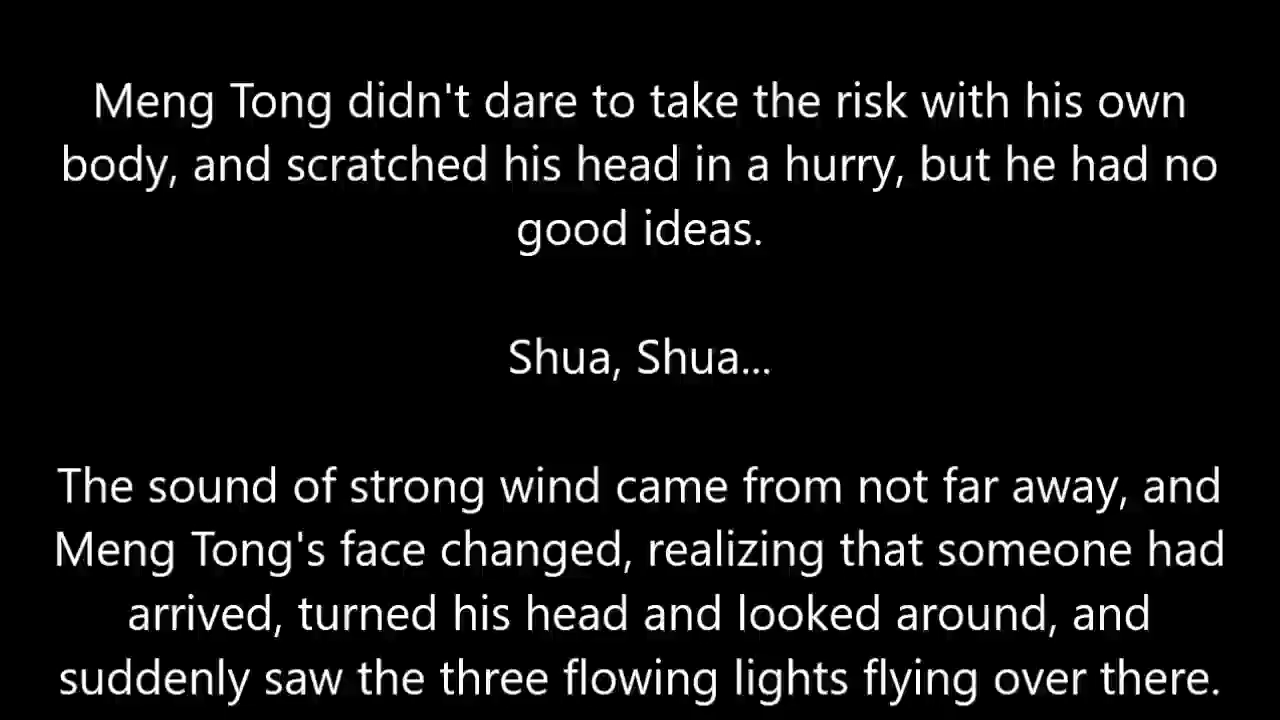 Meng Tong didn't dare to take the risk with his own
body, and scratched his head in a hurry, but he had no
good ideas.
Shua, Shua...
The sound of strong wind came from not far away, and
Meng Tong's face changed, realizing that someone had
arrived, turned his head and looked around, and
suddenly saw the three flowing lights flying over there.